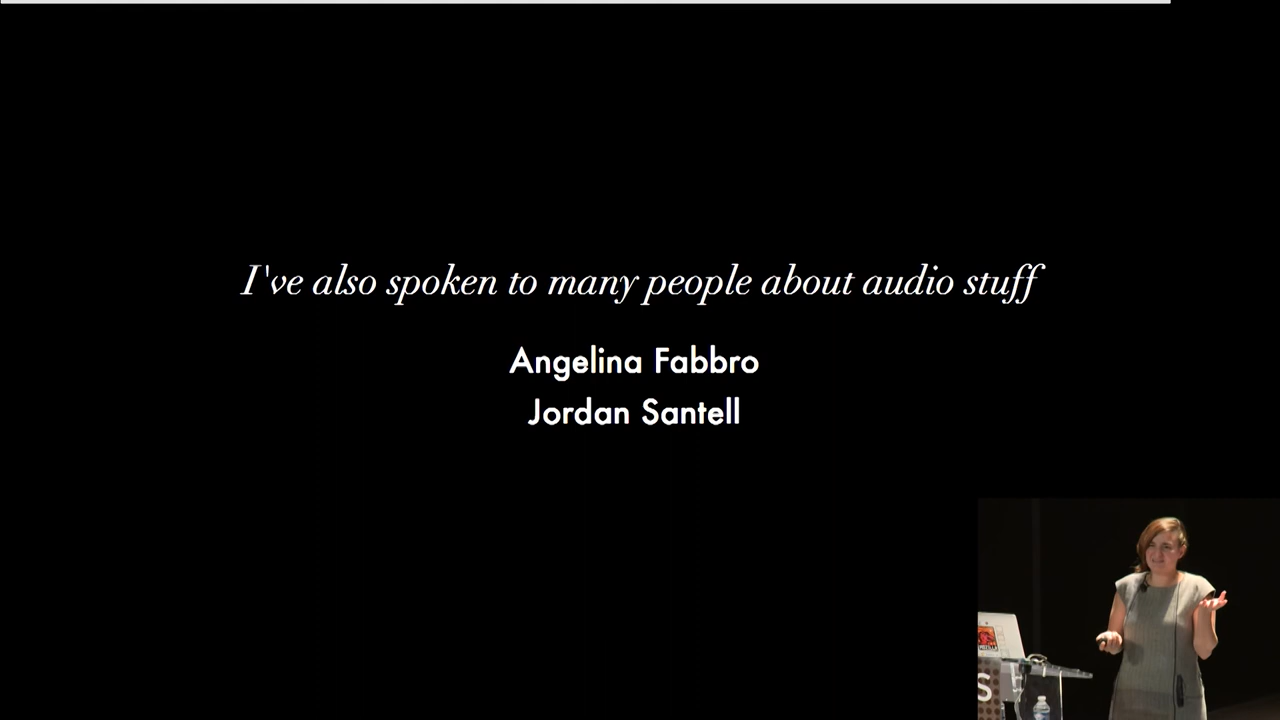 I've also spoken to many people about audio stuff
Angelina Fabbro
Jordan Santell
S